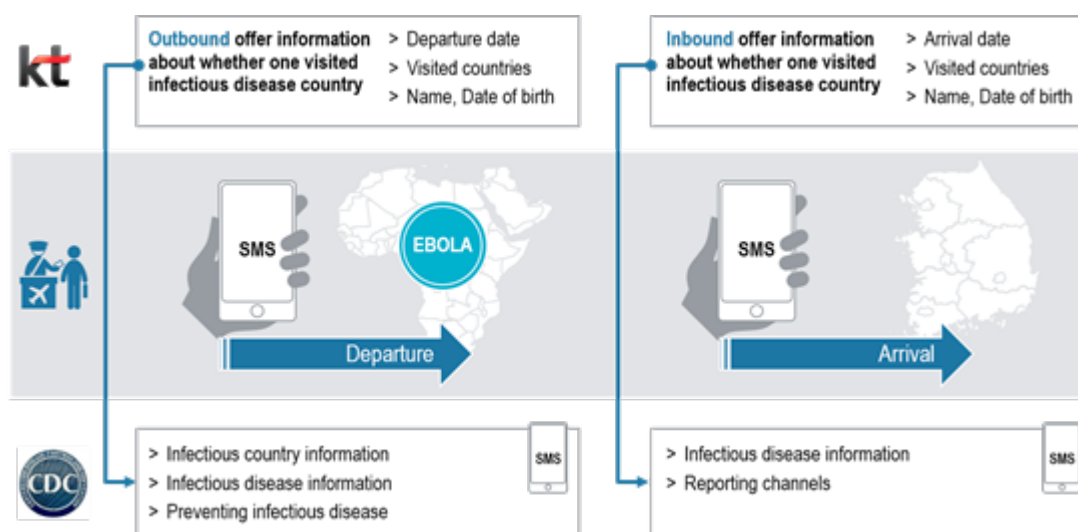 kt
Outbound offer information
about whether one visited
infectious disease country
> Departure date
> Visited countries
> Name, Date of birth
Inbound offer information
about whether one visited
infectious disease country
> Arrival date
> Visited countries
> Name, Date of birth
SMS
EBOLA
SMS
Departure
Arrival
CDC
> Infectious country information
> Infectious disease information
> Preventing infectious disease
SMS
> Infectious disease information
> Reporting channels
SMS